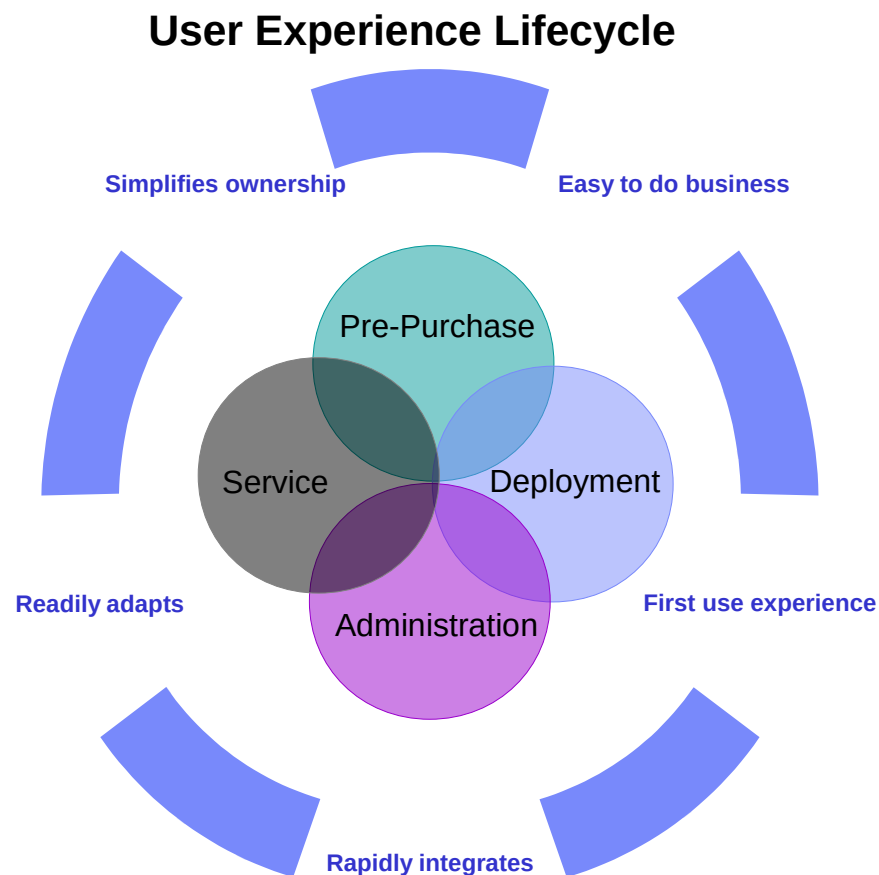 User Experience Lifecycle
Simplifies ownership
Easy to do business
Pre-Purchase
Service
Deployment
Readily adapts
First use experience
Administration
Rapidly integrates